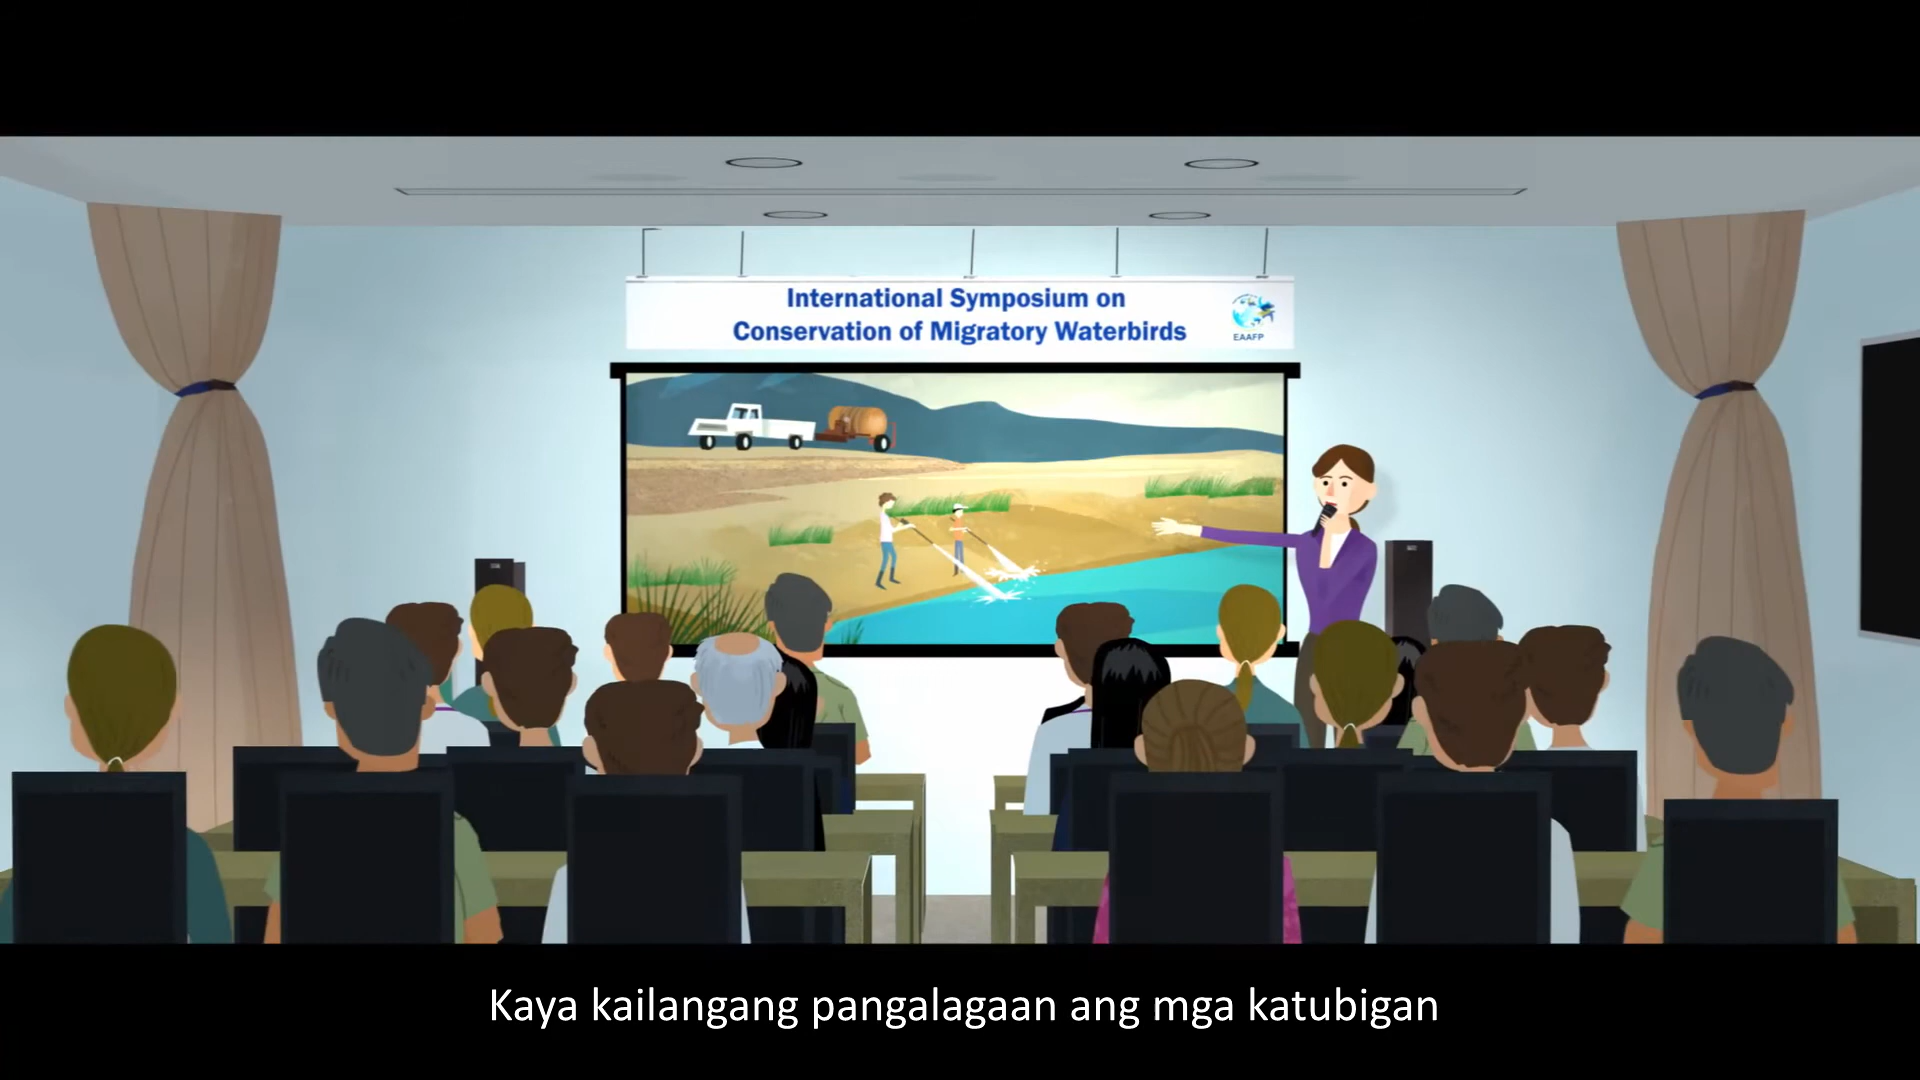 International Symposium on
Conservation of Migratory Waterbirds
EAAFP
Kaya kailangang pangalagaan ang mga katubigan